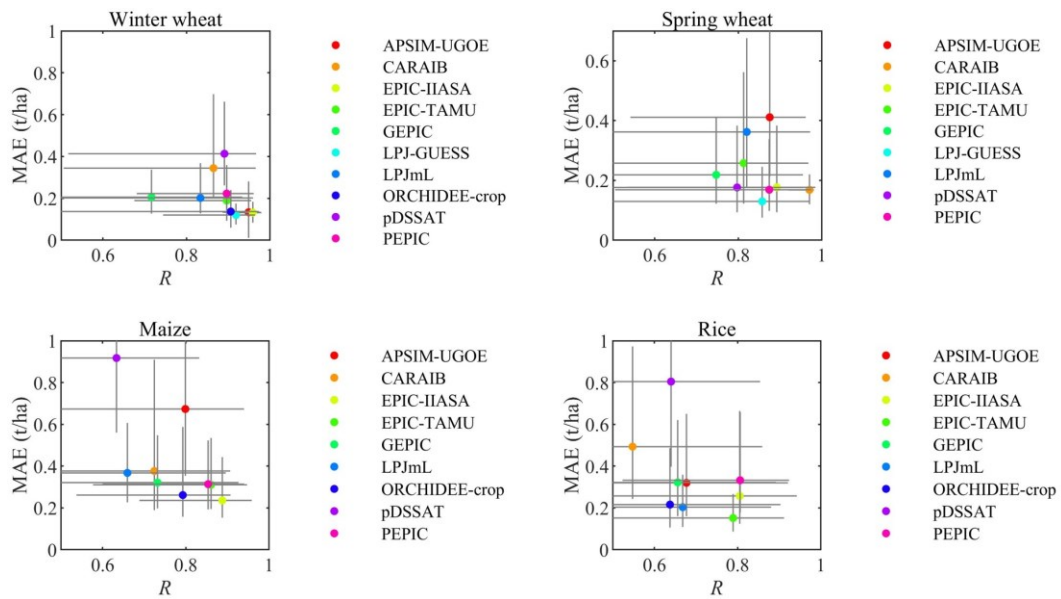 Winter wheat
MAE (t/ha)
1
0.8
0.6
0.4
0.2
0
0.6
0.8
1
R
APSIM-UGOE
CARAIB
EPIC-IIASA
EPIC-TAMU
GEPIC
LPJ-GUESS
LPJmL
ORCHIDEE-crop
pDSSAT
PEPIC
Spring wheat
MAE (t/ha)
0.6
0.4
0.2
0
0.6
0.8
1
R
APSIM-UGOE
CARAIB
EPIC-IIASA
EPIC-TAMU
GEPIC
LPJ-GUESS
LPJmL
pDSSAT
PEPIC
Maize
MAE (t/ha)
1
0.8
0.6
0.4
0.2
0
0.6
0.8
1
R
APSIM-UGOE
CARAIB
EPIC-IIASA
EPIC-TAMU
GEPIC
LPJmL
ORCHIDEE-crop
pDSSAT
PEPIC
Rice
MAE (t/ha)
1
0.8
0.6
0.4
0.2
0
0.6
0.8
1
R
APSIM-UGOE
CARAIB
EPIC-IIASA
EPIC-TAMU
GEPIC
LPJmL
ORCHIDEE-crop
pDSSAT
PEPIC